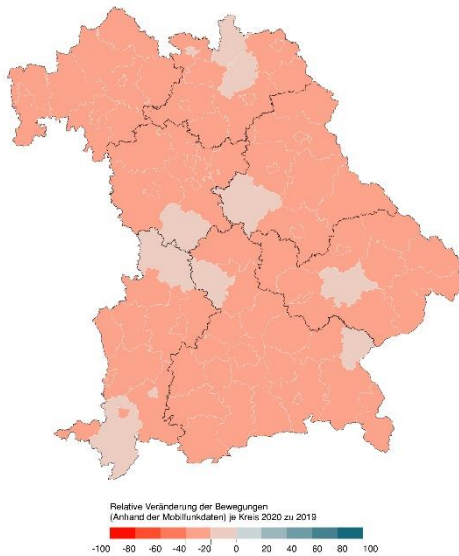 Relative Veränderung der Bewegungen
(Anhand der Mobilfunkdaten) je Kreis 2020 zu 2019
-100 -80 -60 -40 -20 0 20 40 60 80 100